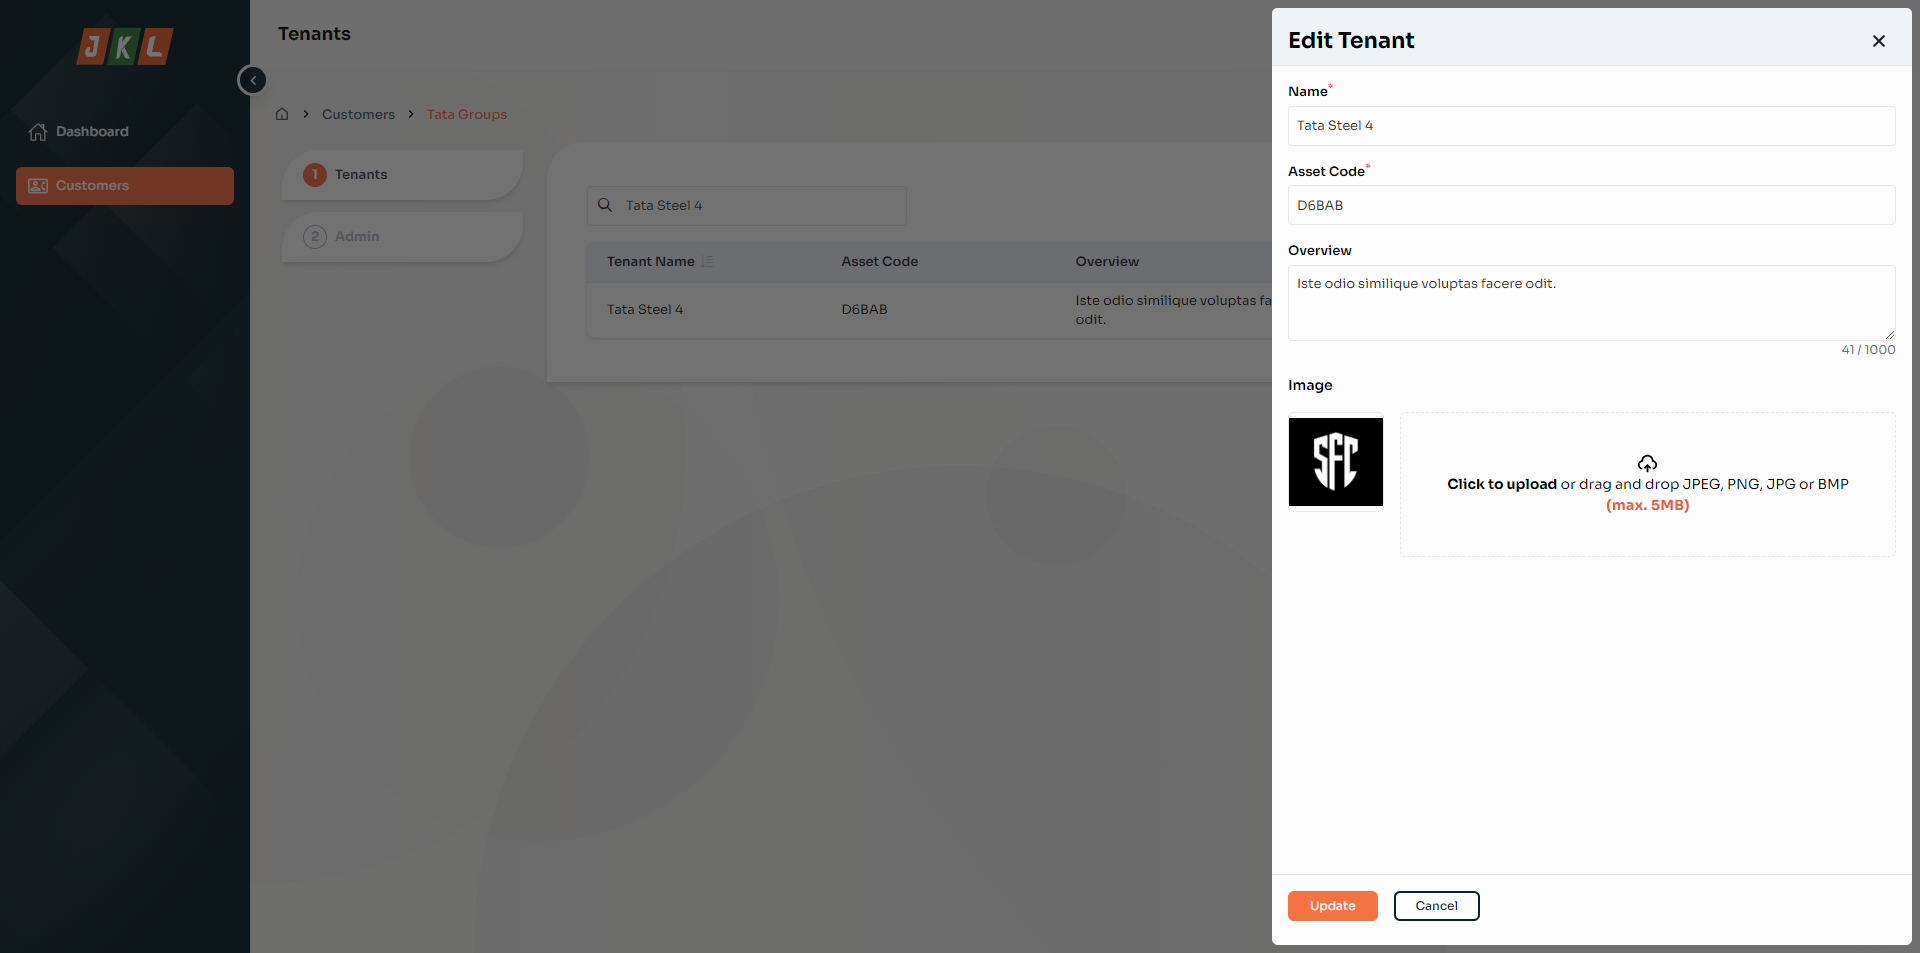 JKL
Dashboard
Customers
Tenants
Customers
Tata Groups
1 Tenants
2 Admin
Tata Steel 4
Tenant Name
Asset Code
Overview
Tata Steel 4
D6BAB
Iste odio similique voluptas fa
odit.
Edit Tenant
Name*
Tata Steel 4
Asset Code*
D6BAB
Overview
Iste odio similique voluptas facere odit.
41 / 1000
Image
SFC
Click to upload or drag and drop JPEG, PNG, JPG or BMP
(max. 5MB)
Update
Cancel